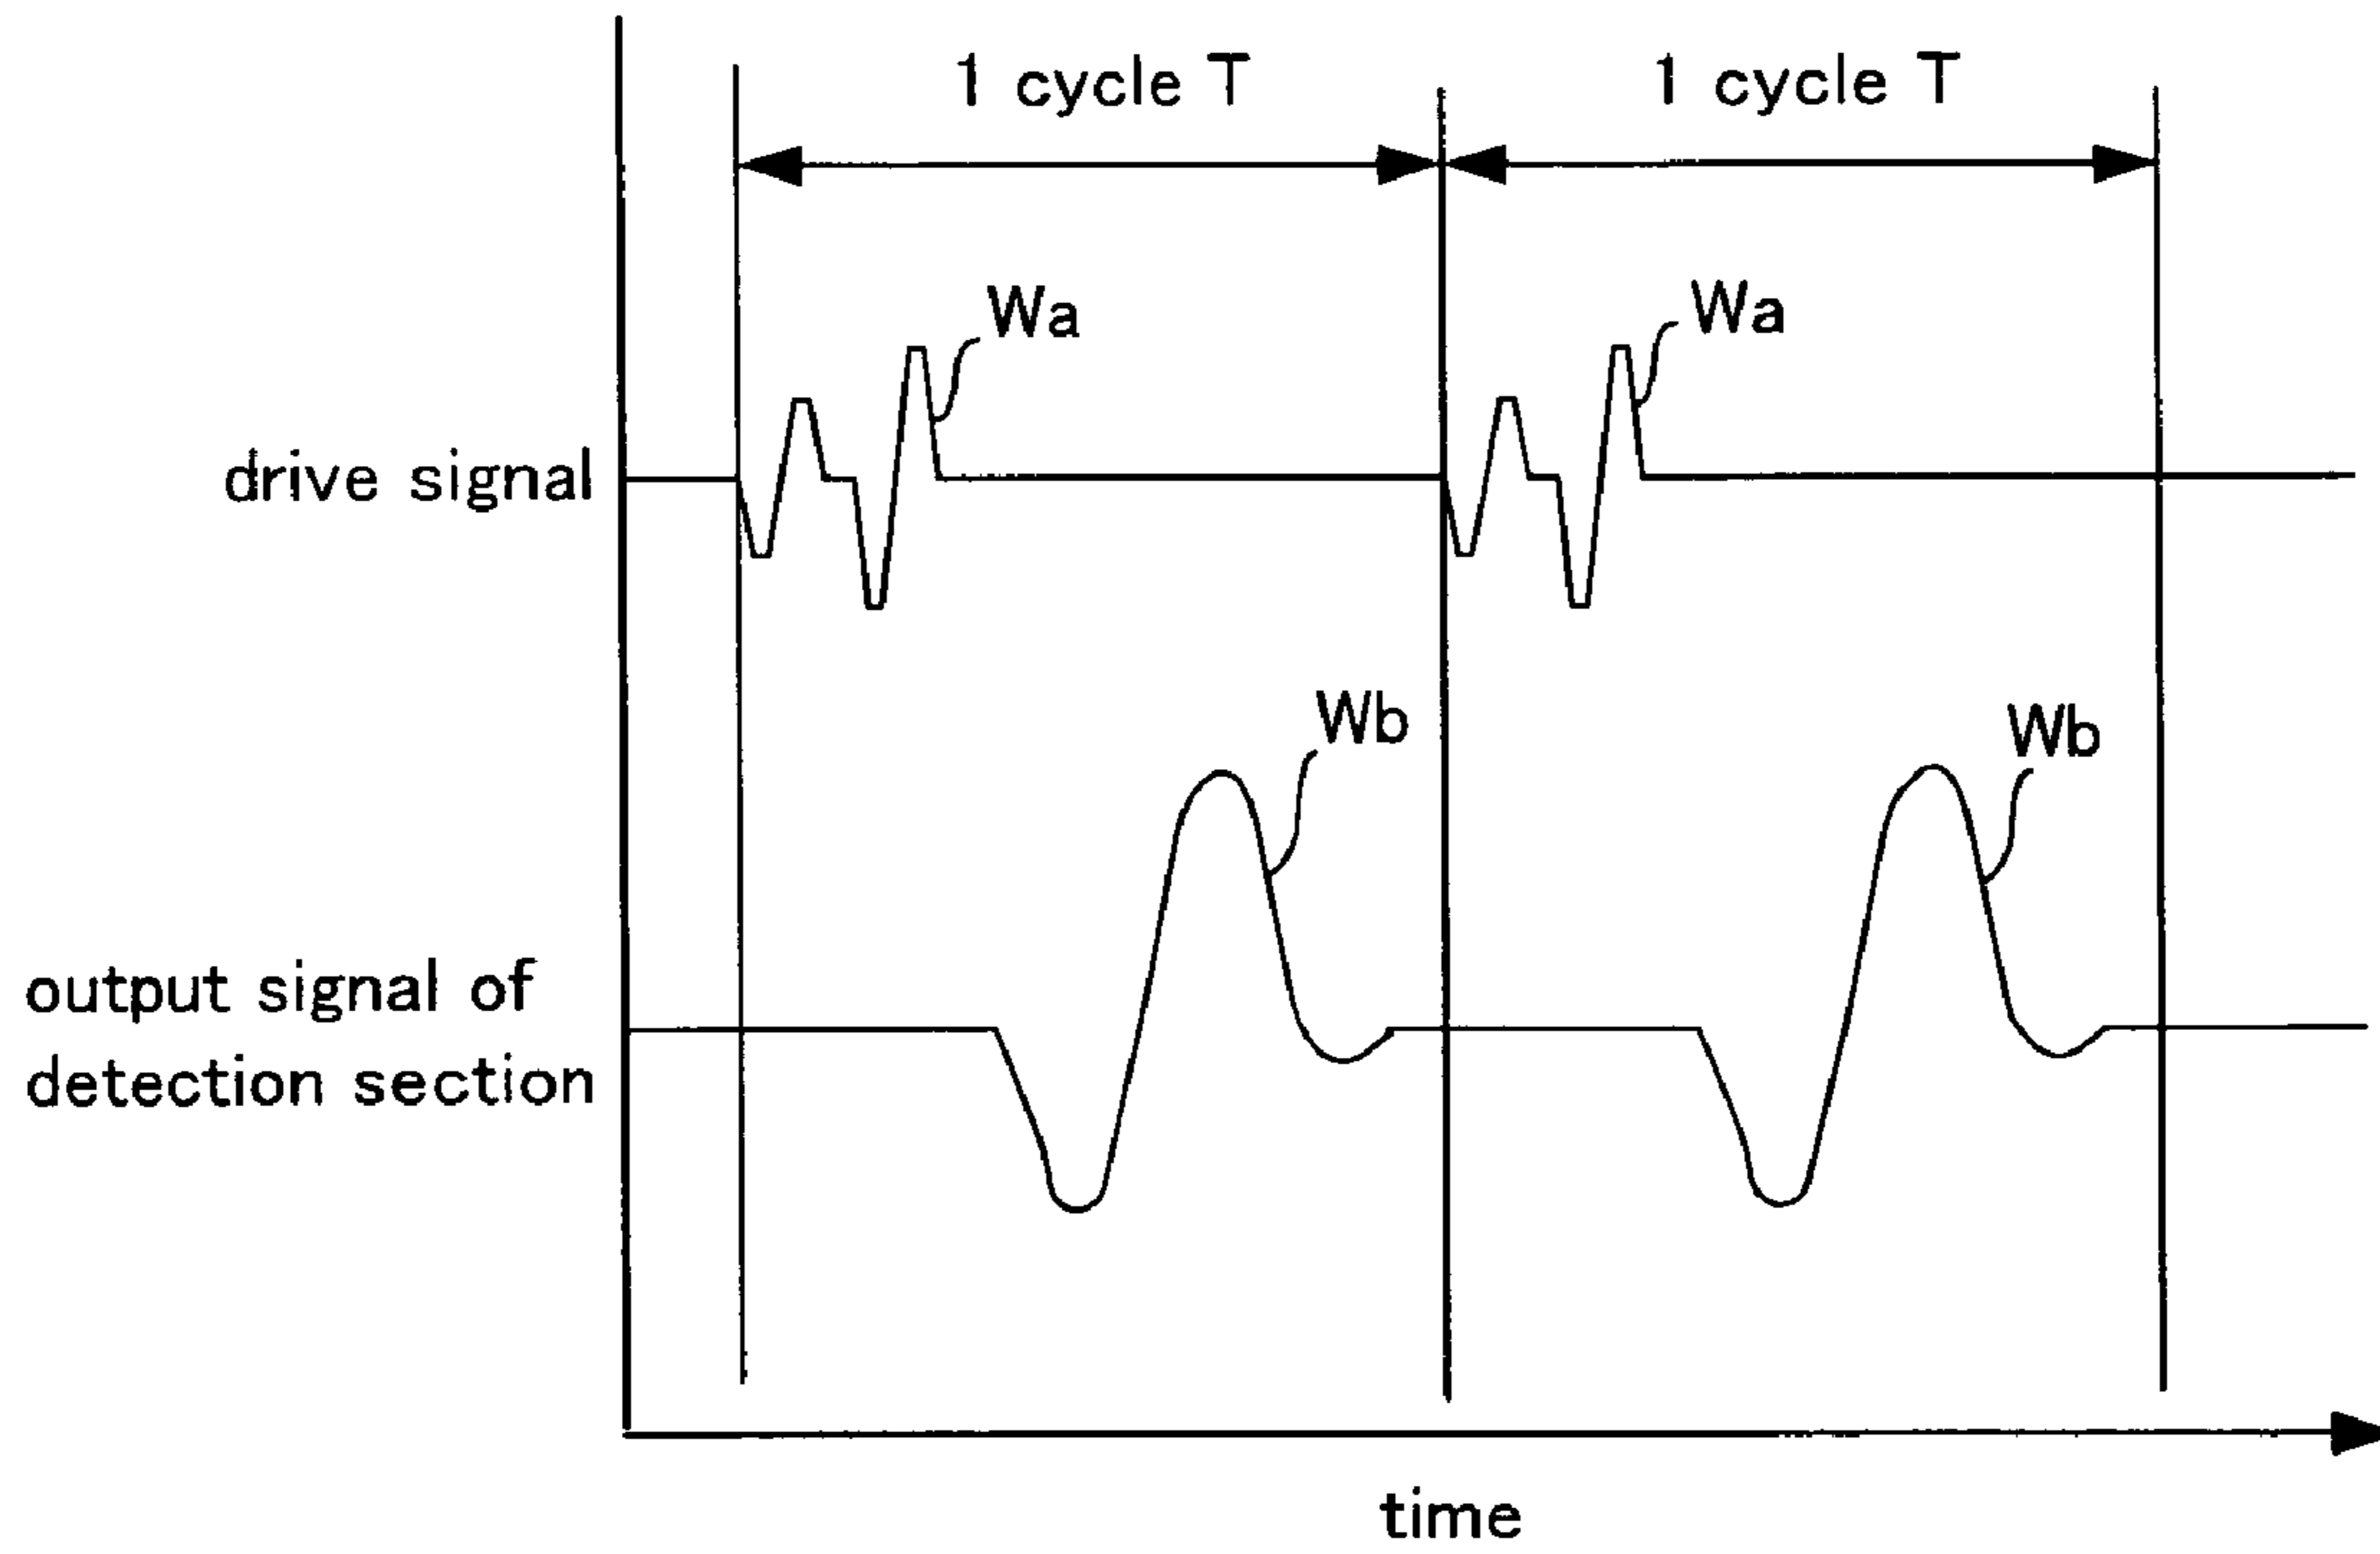 1 cycle T
1 cycle T
Wa
Wa
drive signal
Wb
Wb
output signal of
detection section
time